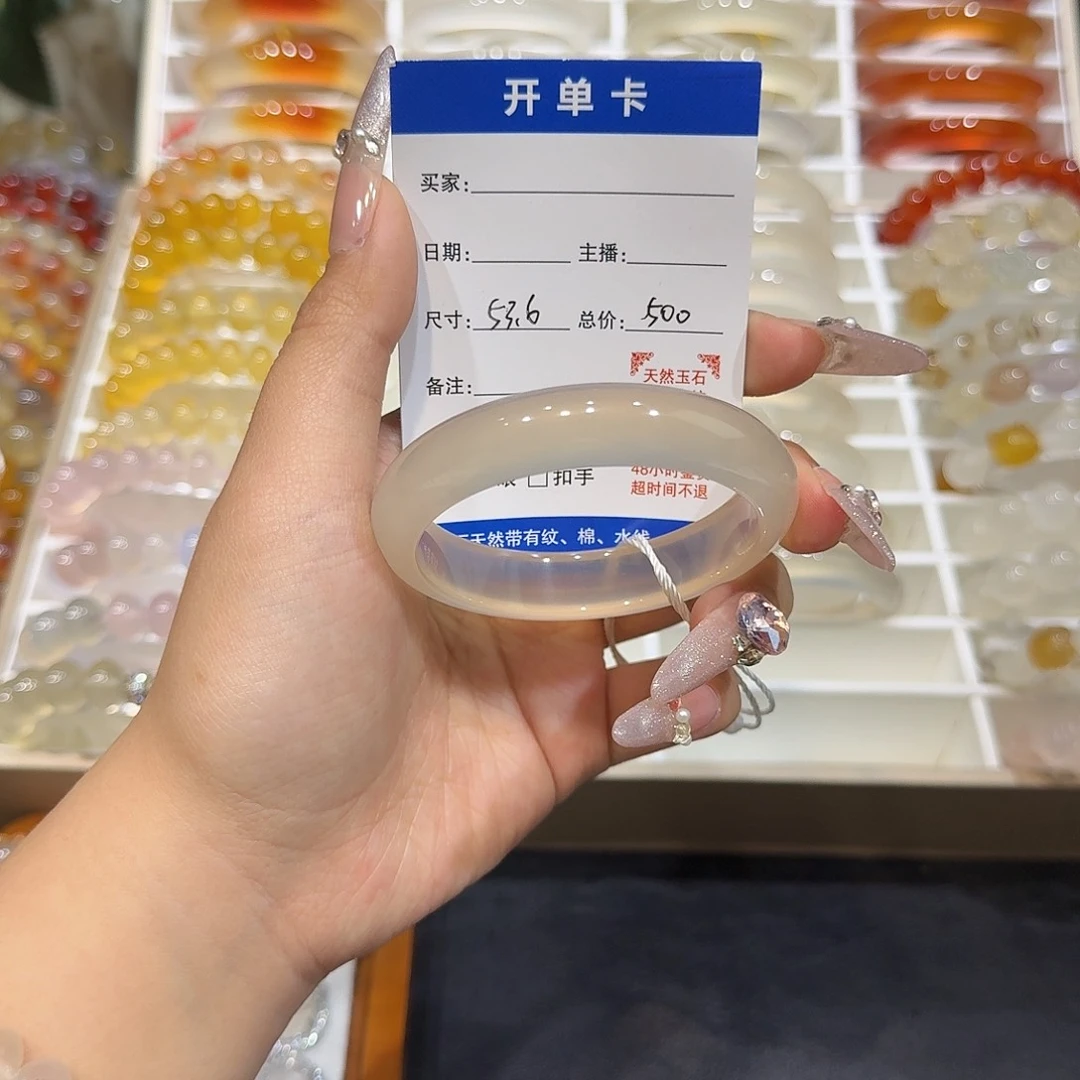 开单卡
买家:
日期: 主播:
尺寸: 53.6 总价: 500
备注:
天然玉石
扣手
48小时
超时间不退
天然带有纹、棉、水线